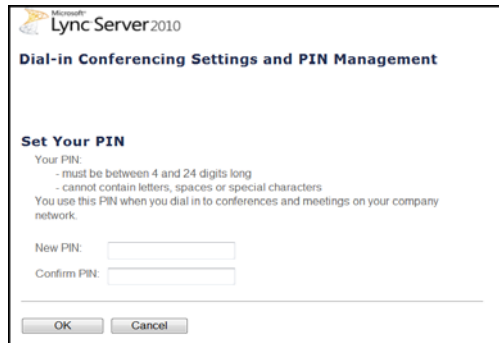 Microsoft
Lync Server 2010
Dial-in Conferencing Settings and PIN Management
Set Your PIN
Your PIN:
- must be between 4 and 24 digits long
- cannot contain letters, spaces or special characters
You use this PIN when you dial in to conferences and meetings on your company
network.
New PIN:
Confirm PIN:
OK Cancel